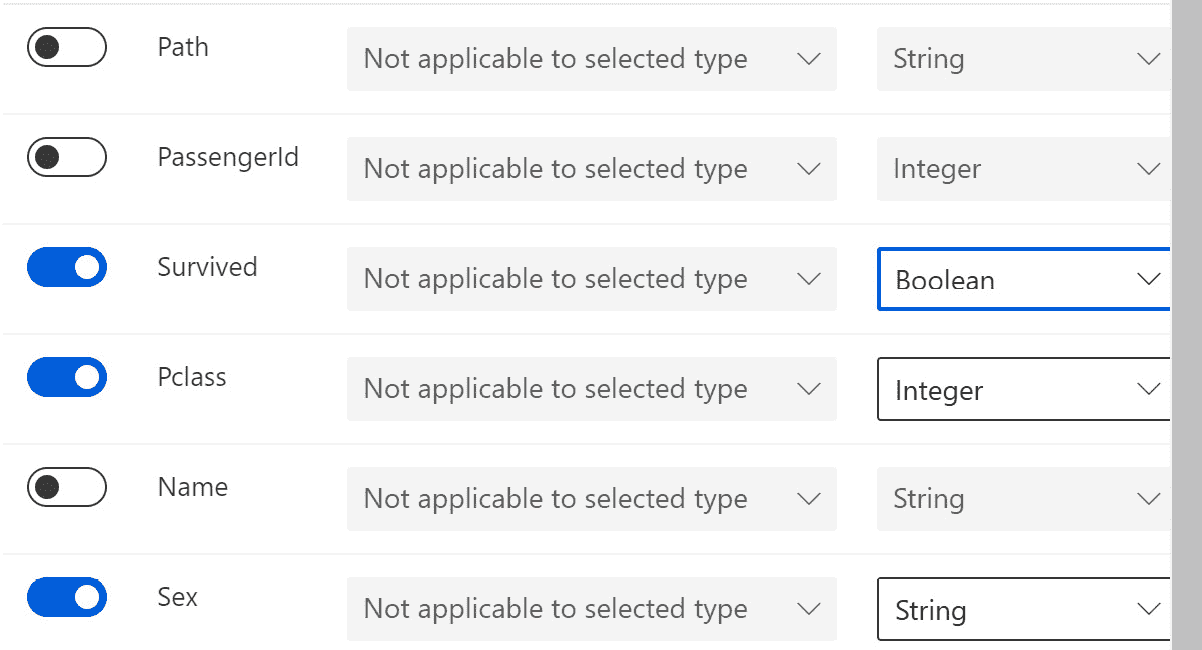 Path Not applicable to selected type String
PassengerId Not applicable to selected type Integer
Survived Not applicable to selected type Boolean
Pclass Not applicable to selected type Integer
Name Not applicable to selected type String
Sex Not applicable to selected type String